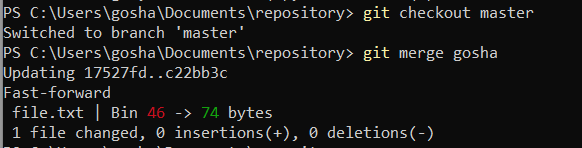 PS C:\Users\gosha\Documents\repository> git checkout master
Switched to branch 'master'
PS C:\Users\gosha\Documents\repository> git merge gosha
Updating 17527fd..c22bb3c
Fast-forward
 file.txt | Bin 46 -> 74 bytes
 1 file changed, 0 insertions(+), 0 deletions(-)